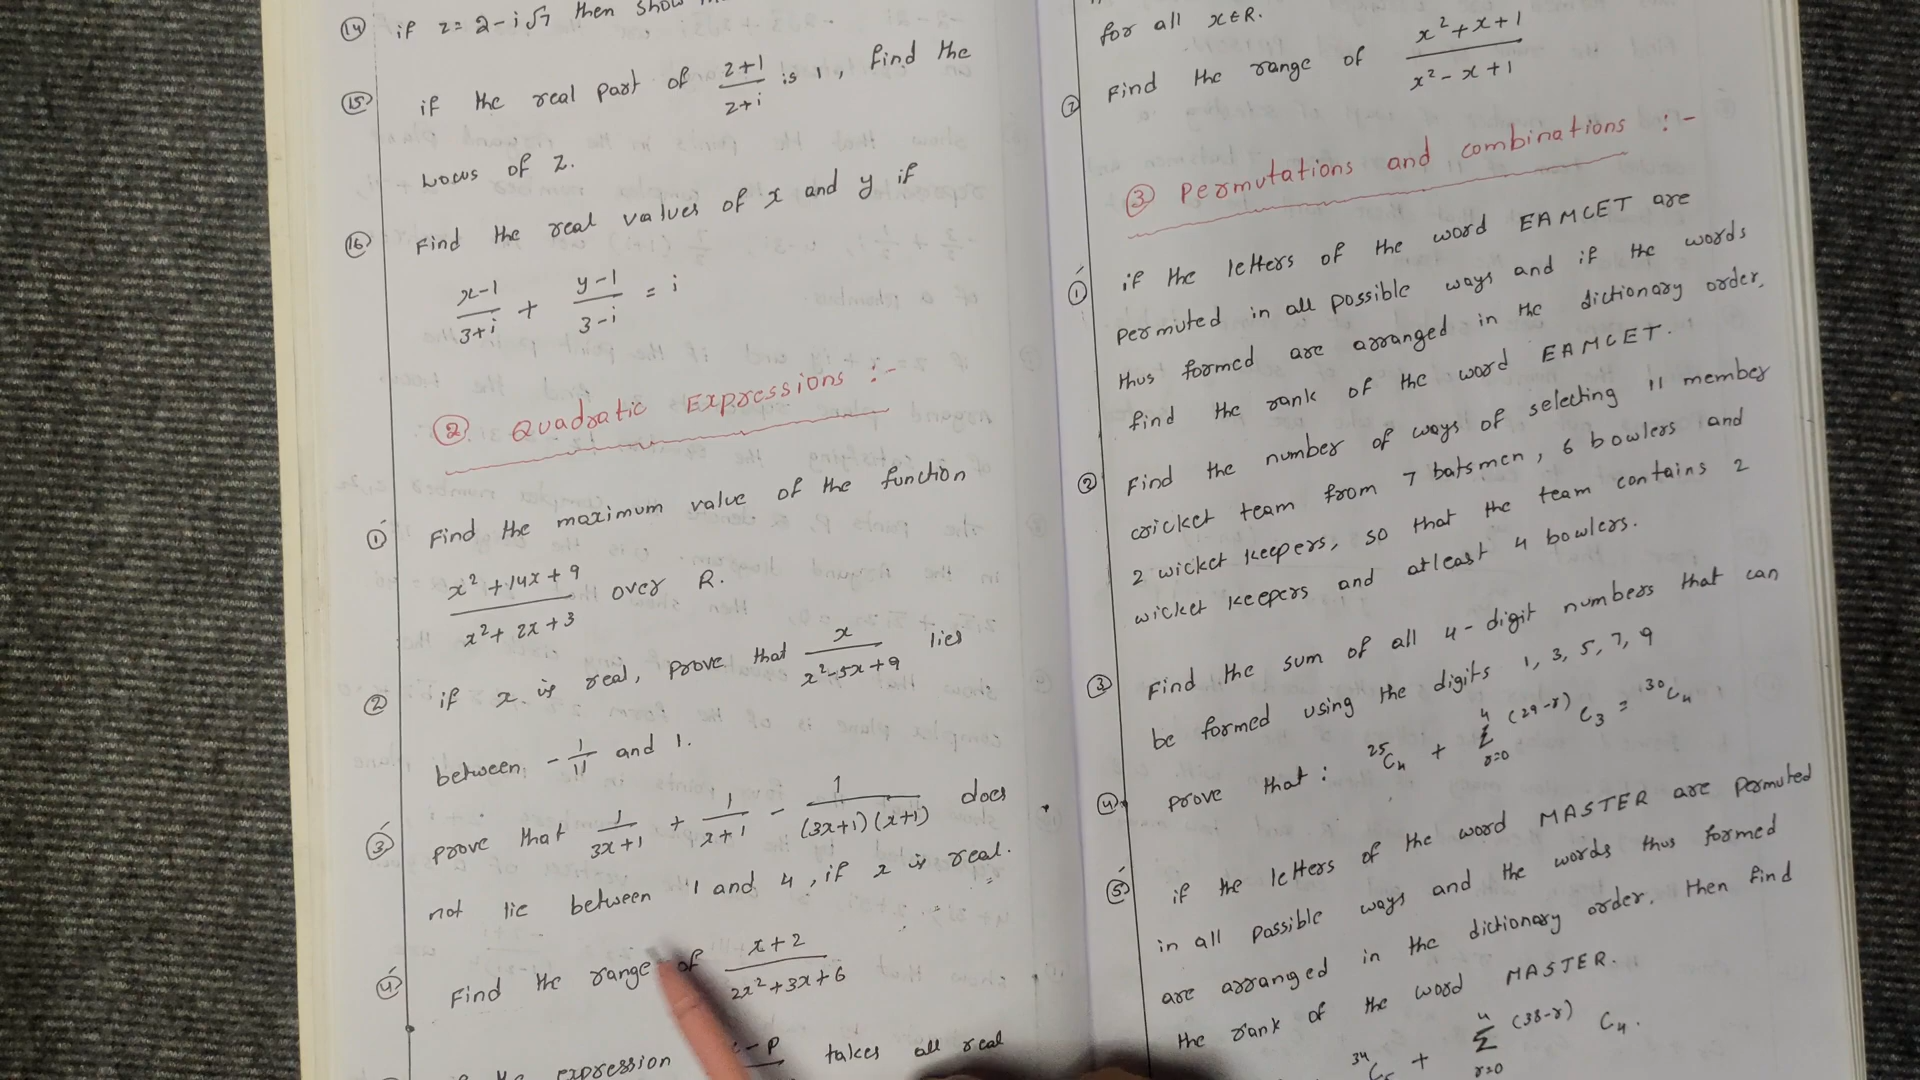 (14) if z = 2 - i√7 then show
(15) if the real part of (z+1)/(z+i) is 1, find the
Locus of z.
(16) Find the real values of x and y if
(x-1)/(3+i) + (y-1)/(3-i) = i
(2) Quadratic Expressions :-
(1) Find the maximum value of the function
(x² + 14x + 9)/(x² + 2x + 3) over R.
(2) if x is real, prove that x/(x²-5x+9) lies
between -1/11 and 1.
(3) prove that 1/(3x+1) + 1/(x+1) - 1/((3x+1)(x+1)) does
not lie between 1 and 4, if x is real.
(4) Find the range of (x+2)/(2x²+3x+6)
expression -p takes all real
for all x∈R.
(7) Find the range of (x²+x+1)/(x²-x+1)
(3) permutations and combinations :-
(1) if the letters of the word EAMCET are
permuted in all possible ways and if the words
thus formed are arranged in the dictionary order,
find the rank of the word EAMCET.
(2) Find the number of ways of selecting 11 member
cricket team from 7 batsmen, 6 bowlers and
2 wicket keepers, so that the team contains 2
wicket keepers and atleast 4 bowlers.
(3) Find the sum of all 4-digit numbers that can
be formed using the digits 1, 3, 5, 7, 9
(4) prove that : ²⁵C₄ + Σ⁴ᵣ₌₀ ⁽²⁹⁻ʳ⁾C₃ = ³⁰C₄
(5) if the letters of the word MASTER are permuted
in all possible ways and the words thus formed
are arranged in the dictionary order, then find
the rank of the word MASTER.
³⁴C₅ + Σ⁴ᵣ₌₀ ⁽³⁸⁻ʳ⁾C₄.